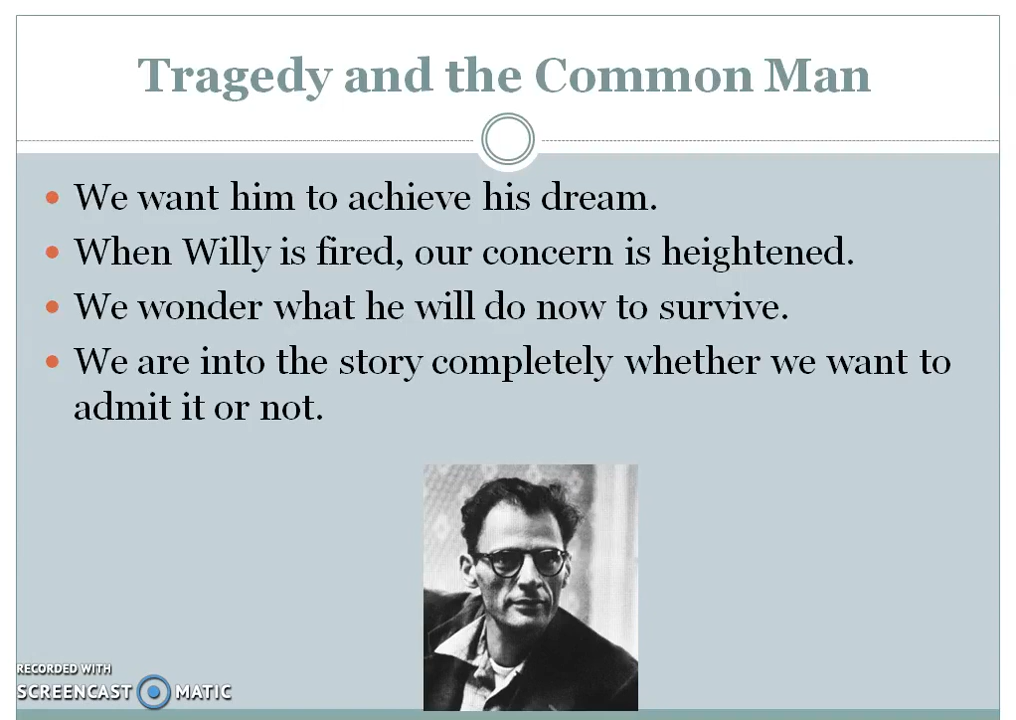 Tragedy and the Common Man
• We want him to achieve his dream.
• When Willy is fired, our concern is heightened.
• We wonder what he will do now to survive.
• We are into the story completely whether we want to
admit it or not.
RECORDED WITH
SCREENCAST MATIC